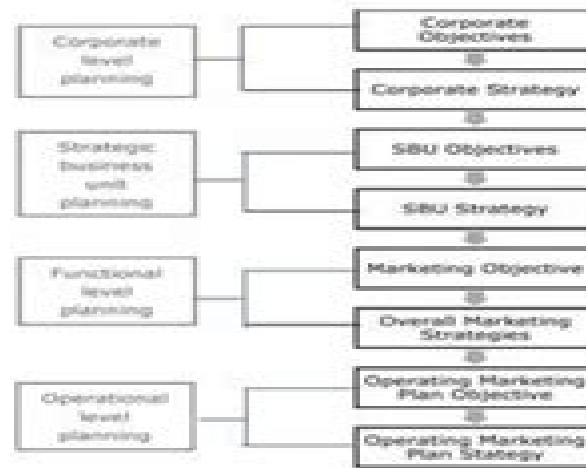 Corporate
level
planning
Corporate
Objectives
Corporate Strategy
Strategic
business
unit
planning
SBU Objectives
SBU Strategy
Functional
level
planning
Marketing Objective
Overall Marketing
Strategies
Operational
level
planning
Operating Marketing
Plan Objective
Operating Marketing
Plan Stategy